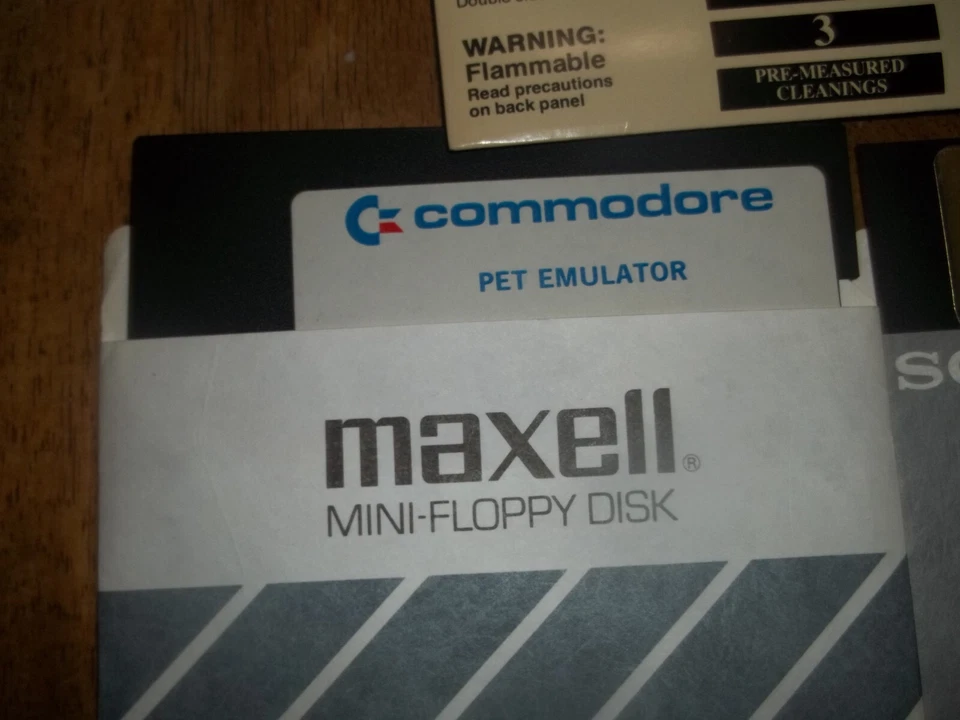 WARNING:
Flammable
Read precautions
on back panel
3
PRE-MEASURED
CLEANINGS
commodore
PET EMULATOR
maxell®
MINI-FLOPPY DISK